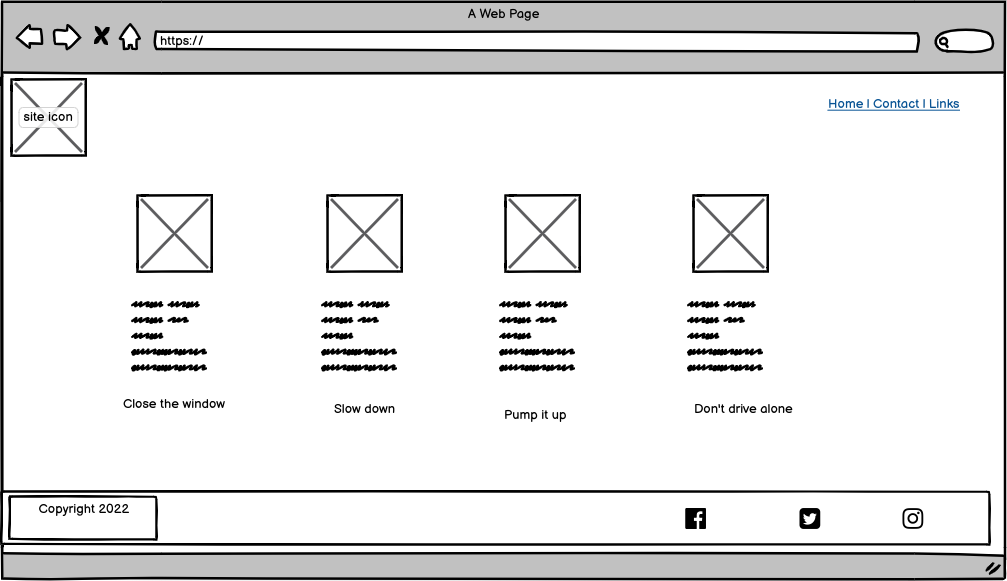 A Web Page
https://
site icon
Home | Contact | Links
Close the window
Slow down
Pump it up
Don't drive alone
Copyright 2022